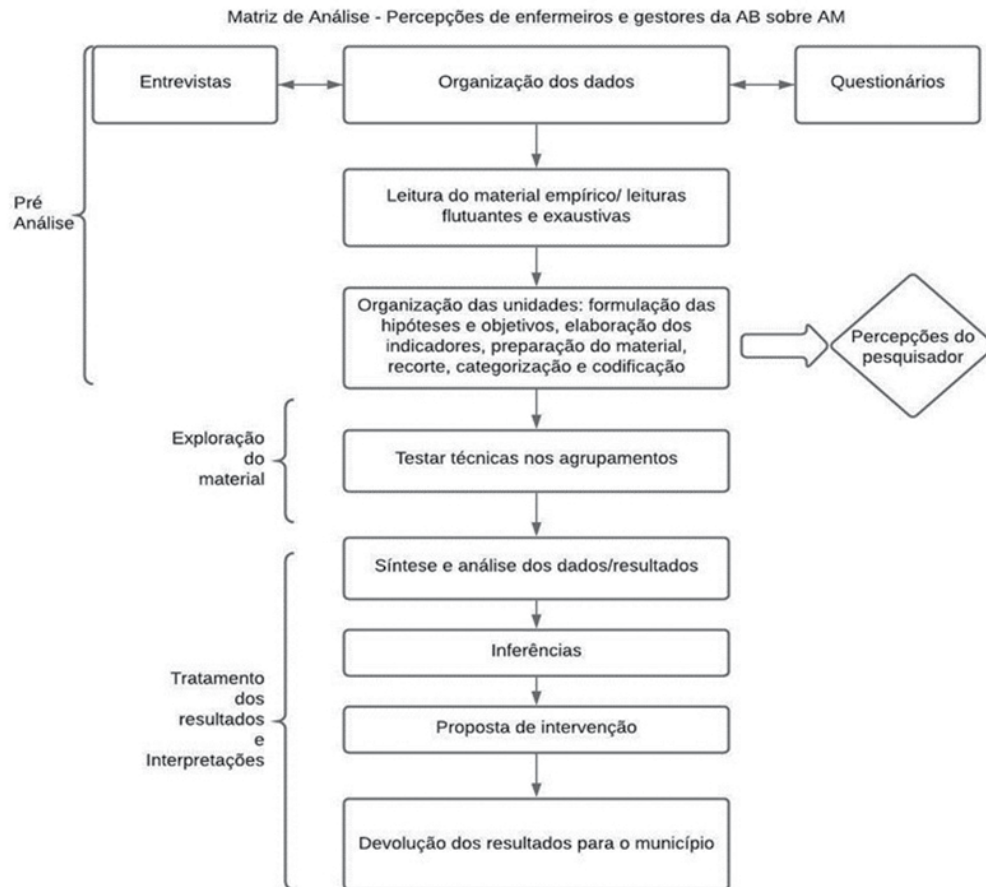 Matriz de Análise - Percepções de enfermeiros e gestores da AB sobre AM
Entrevistas
Organização dos dados
Questionários
Pré
Análise
Leitura do material empírico/ leituras
flutuantes e exaustivas
Organização das unidades: formulação das
hipóteses e objetivos, elaboração dos
indicadores, preparação do material,
recorte, categorização e codificação
Percepções do
pesquisador
Exploração
do
material
Testar técnicas nos agrupamentos
Síntese e análise dos dados/resultados
Inferências
Tratamento
dos
resultados
e
Interpretações
Proposta de intervenção
Devolução dos resultados para o município